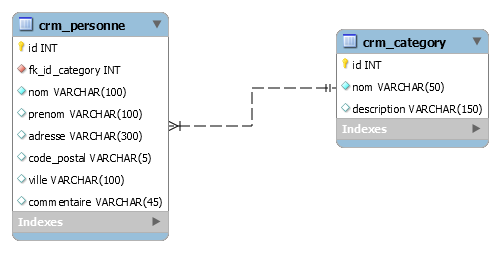 crm_personne
id INT
fk_id_category INT
nom VARCHAR(100)
prenom VARCHAR(100)
adresse VARCHAR(300)
code_postal VARCHAR(5)
ville VARCHAR(100)
commentaire VARCHAR(45)
Indexes
crm_category
id INT
nom VARCHAR(50)
description VARCHAR(150)
Indexes